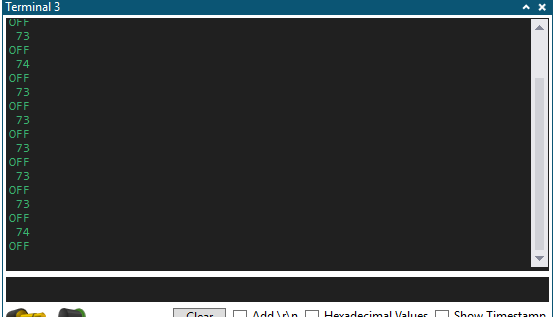 Terminal 3
OFF
73
OFF
74
OFF
73
OFF
73
OFF
73
OFF
73
OFF
73
OFF
74
OFF
Clear
Add \r\n
Hexadecimal Values
Show Timestamp